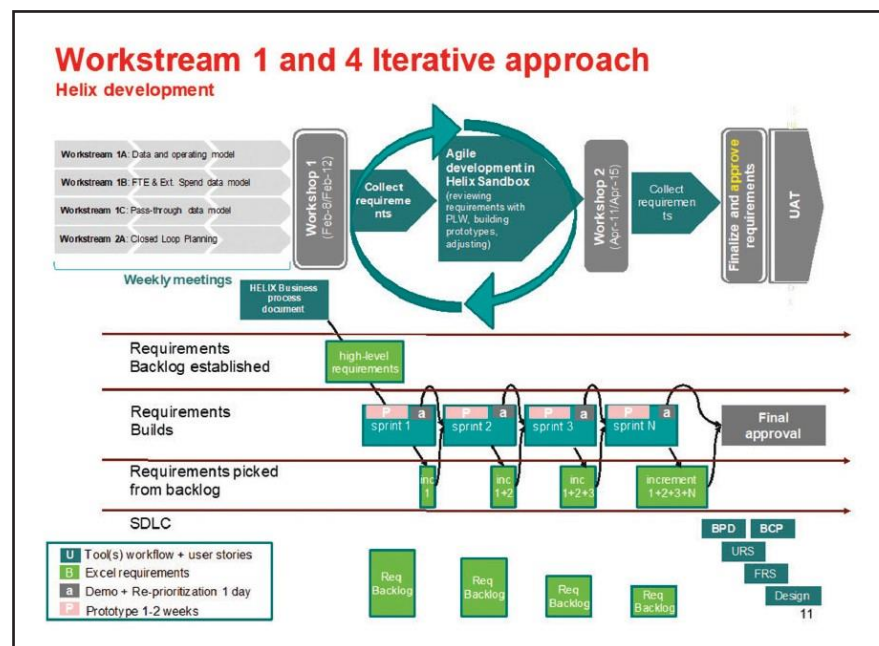 Workstream 1 and 4 Iterative approach
Helix development
Workstream 1A: Data and operating model
Workstream 1B: FTE & Ext. Spend data model
Workstream 1C: Pass-through data model
Workstream 2A: Closed Loop Planning
Weekly meetings
Workshop 1
(Feb-8/Feb-12)
Collect
requireme
nts
Agile
development in
Helix Sandbox
(reviewing
requirements with
PLW, building
prototypes,
adjusting)
Workshop 2
(Apr-11/Apr-15)
Collect
requiremen
ts
Finalize and approve
requirements
UAT
HELIX Business
process
document
Requirements
Backlog established
high-level
requirements
Requirements
Builds
P
a
sprint 1
P
a
sprint 2
P
a
sprint 3
P
a
sprint N
Final
approval
Requirements picked
from backlog
inc
1
inc
1+2
inc
1+2+3
increment
1+2+3+N
SDLC
BPD
BCP
URS
FRS
Design
U Tool(s) workflow + user stories
B Excel requirements
a Demo + Re-prioritization 1 day
P Prototype 1-2 weeks
Req
Backlog
Req
Backlog
Req
Backlog
Req
Backlog
11